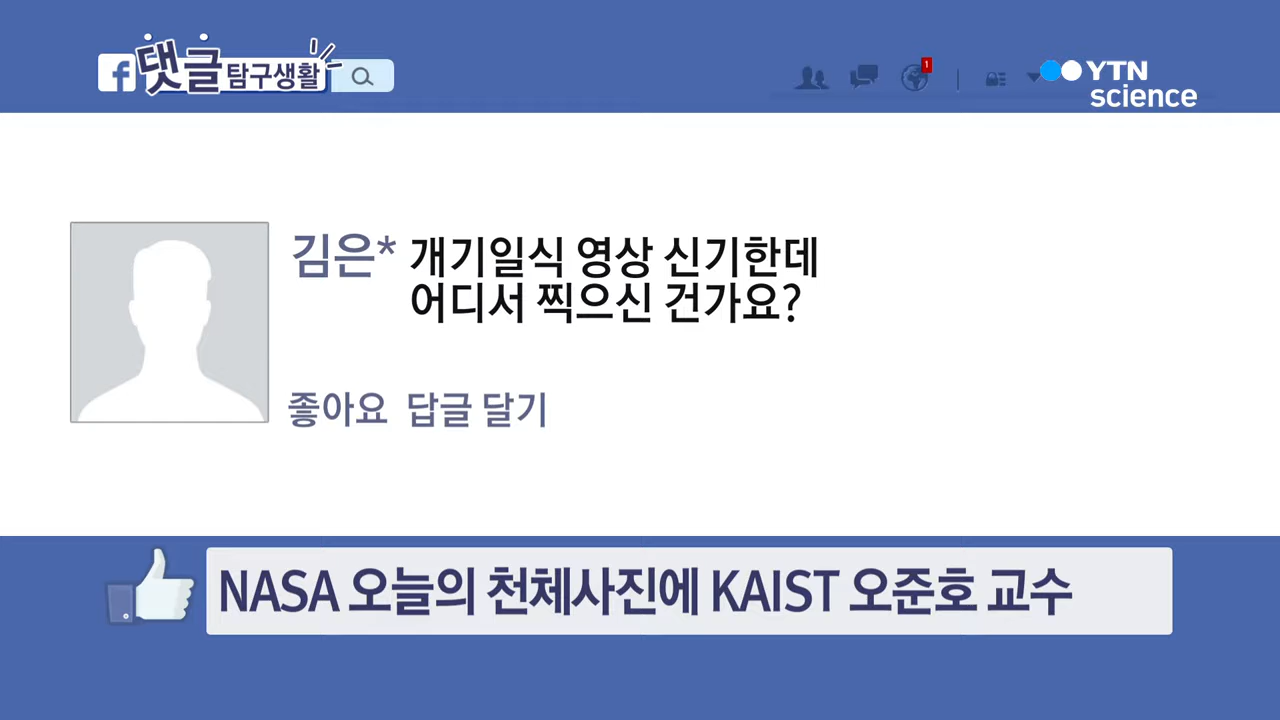 f 댓글 탐구생활
1
YTN
science
김은* 개기일식 영상 신기한데
어디서 찍으신 건가요?
좋아요 답글 달기
NASA 오늘의 천체사진에 KAIST 오준호 교수